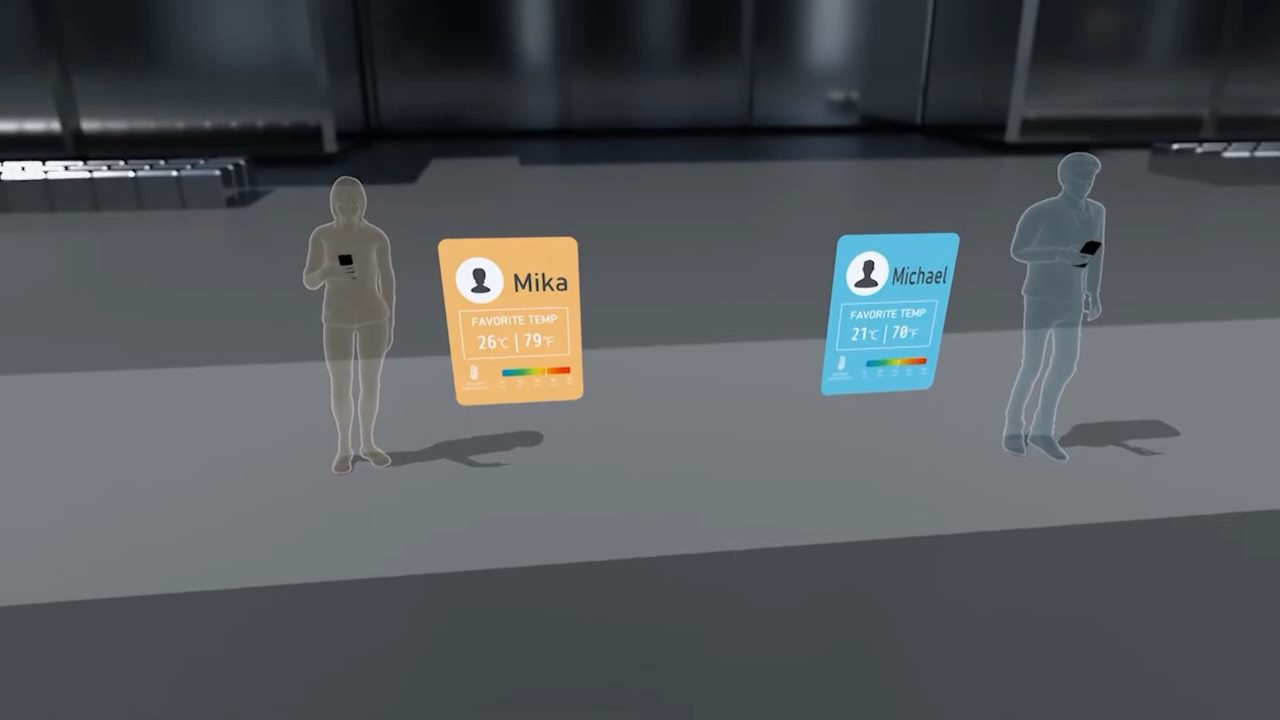 Mika
FAVORITE TEMP
26°C | 79°F
Michael
FAVORITE TEMP
21°C | 70°F